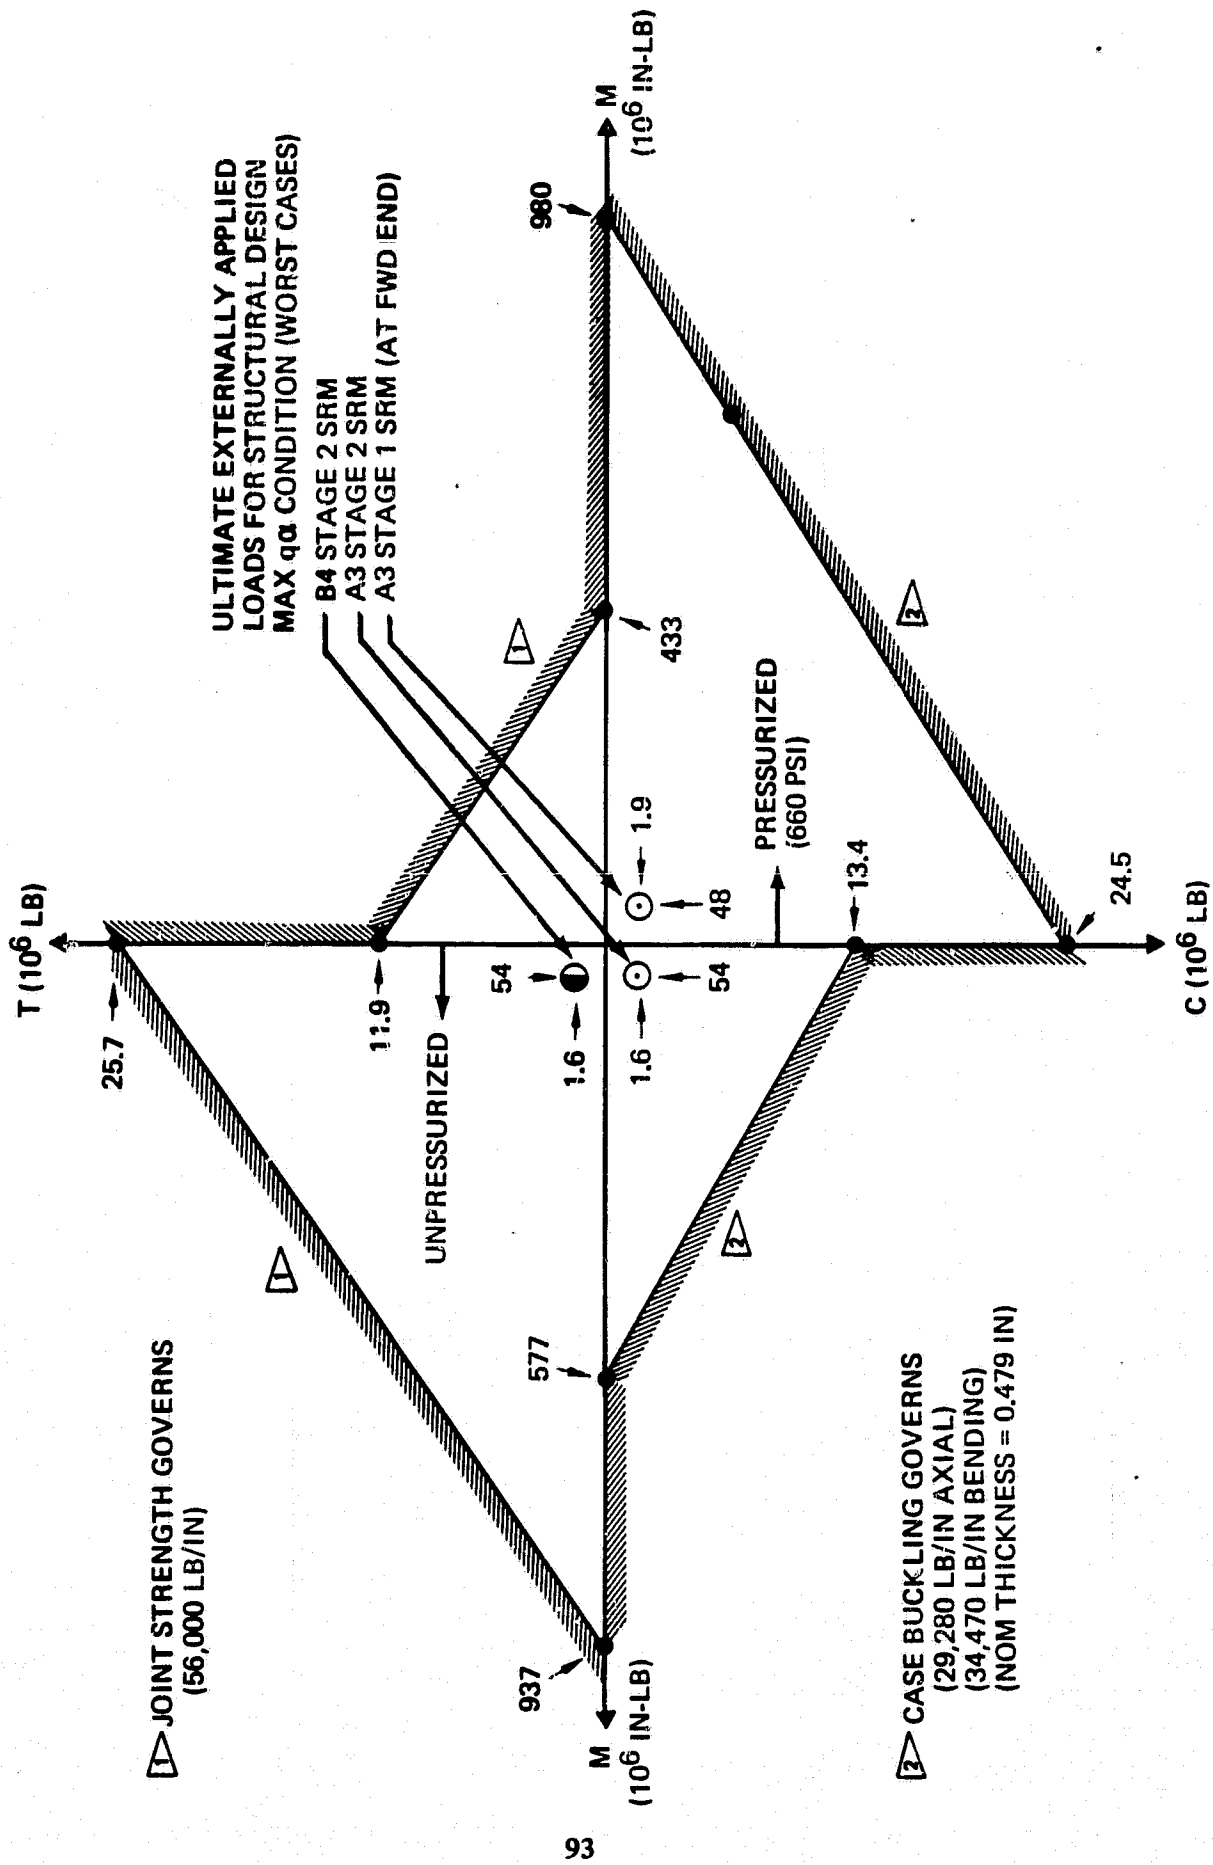 T (10⁶ LB)
25.7
11.9
UNPRESSURIZED
ULTIMATE EXTERNALLY APPLIED
LOADS FOR STRUCTURAL DESIGN
MAX qα CONDITION (WORST CASES)
B4 STAGE 2 SRM
A3 STAGE 2 SRM
A3 STAGE 1 SRM (AT FWD END)
1
1
54
1.6
1.6
54
1.9
48
433
980
M
(10⁶ IN-LB)
577
937
M
(10⁶ IN-LB)
PRESSURIZED
(660 PSI)
13.4
24.5
2
2
C (10⁶ LB)
1 JOINT STRENGTH GOVERNS
(56,000 LB/IN)
2 CASE BUCKLING GOVERNS
(29,280 LB/IN AXIAL)
(34,470 LB/IN BENDING)
(NOM THICKNESS = 0.479 IN)
93